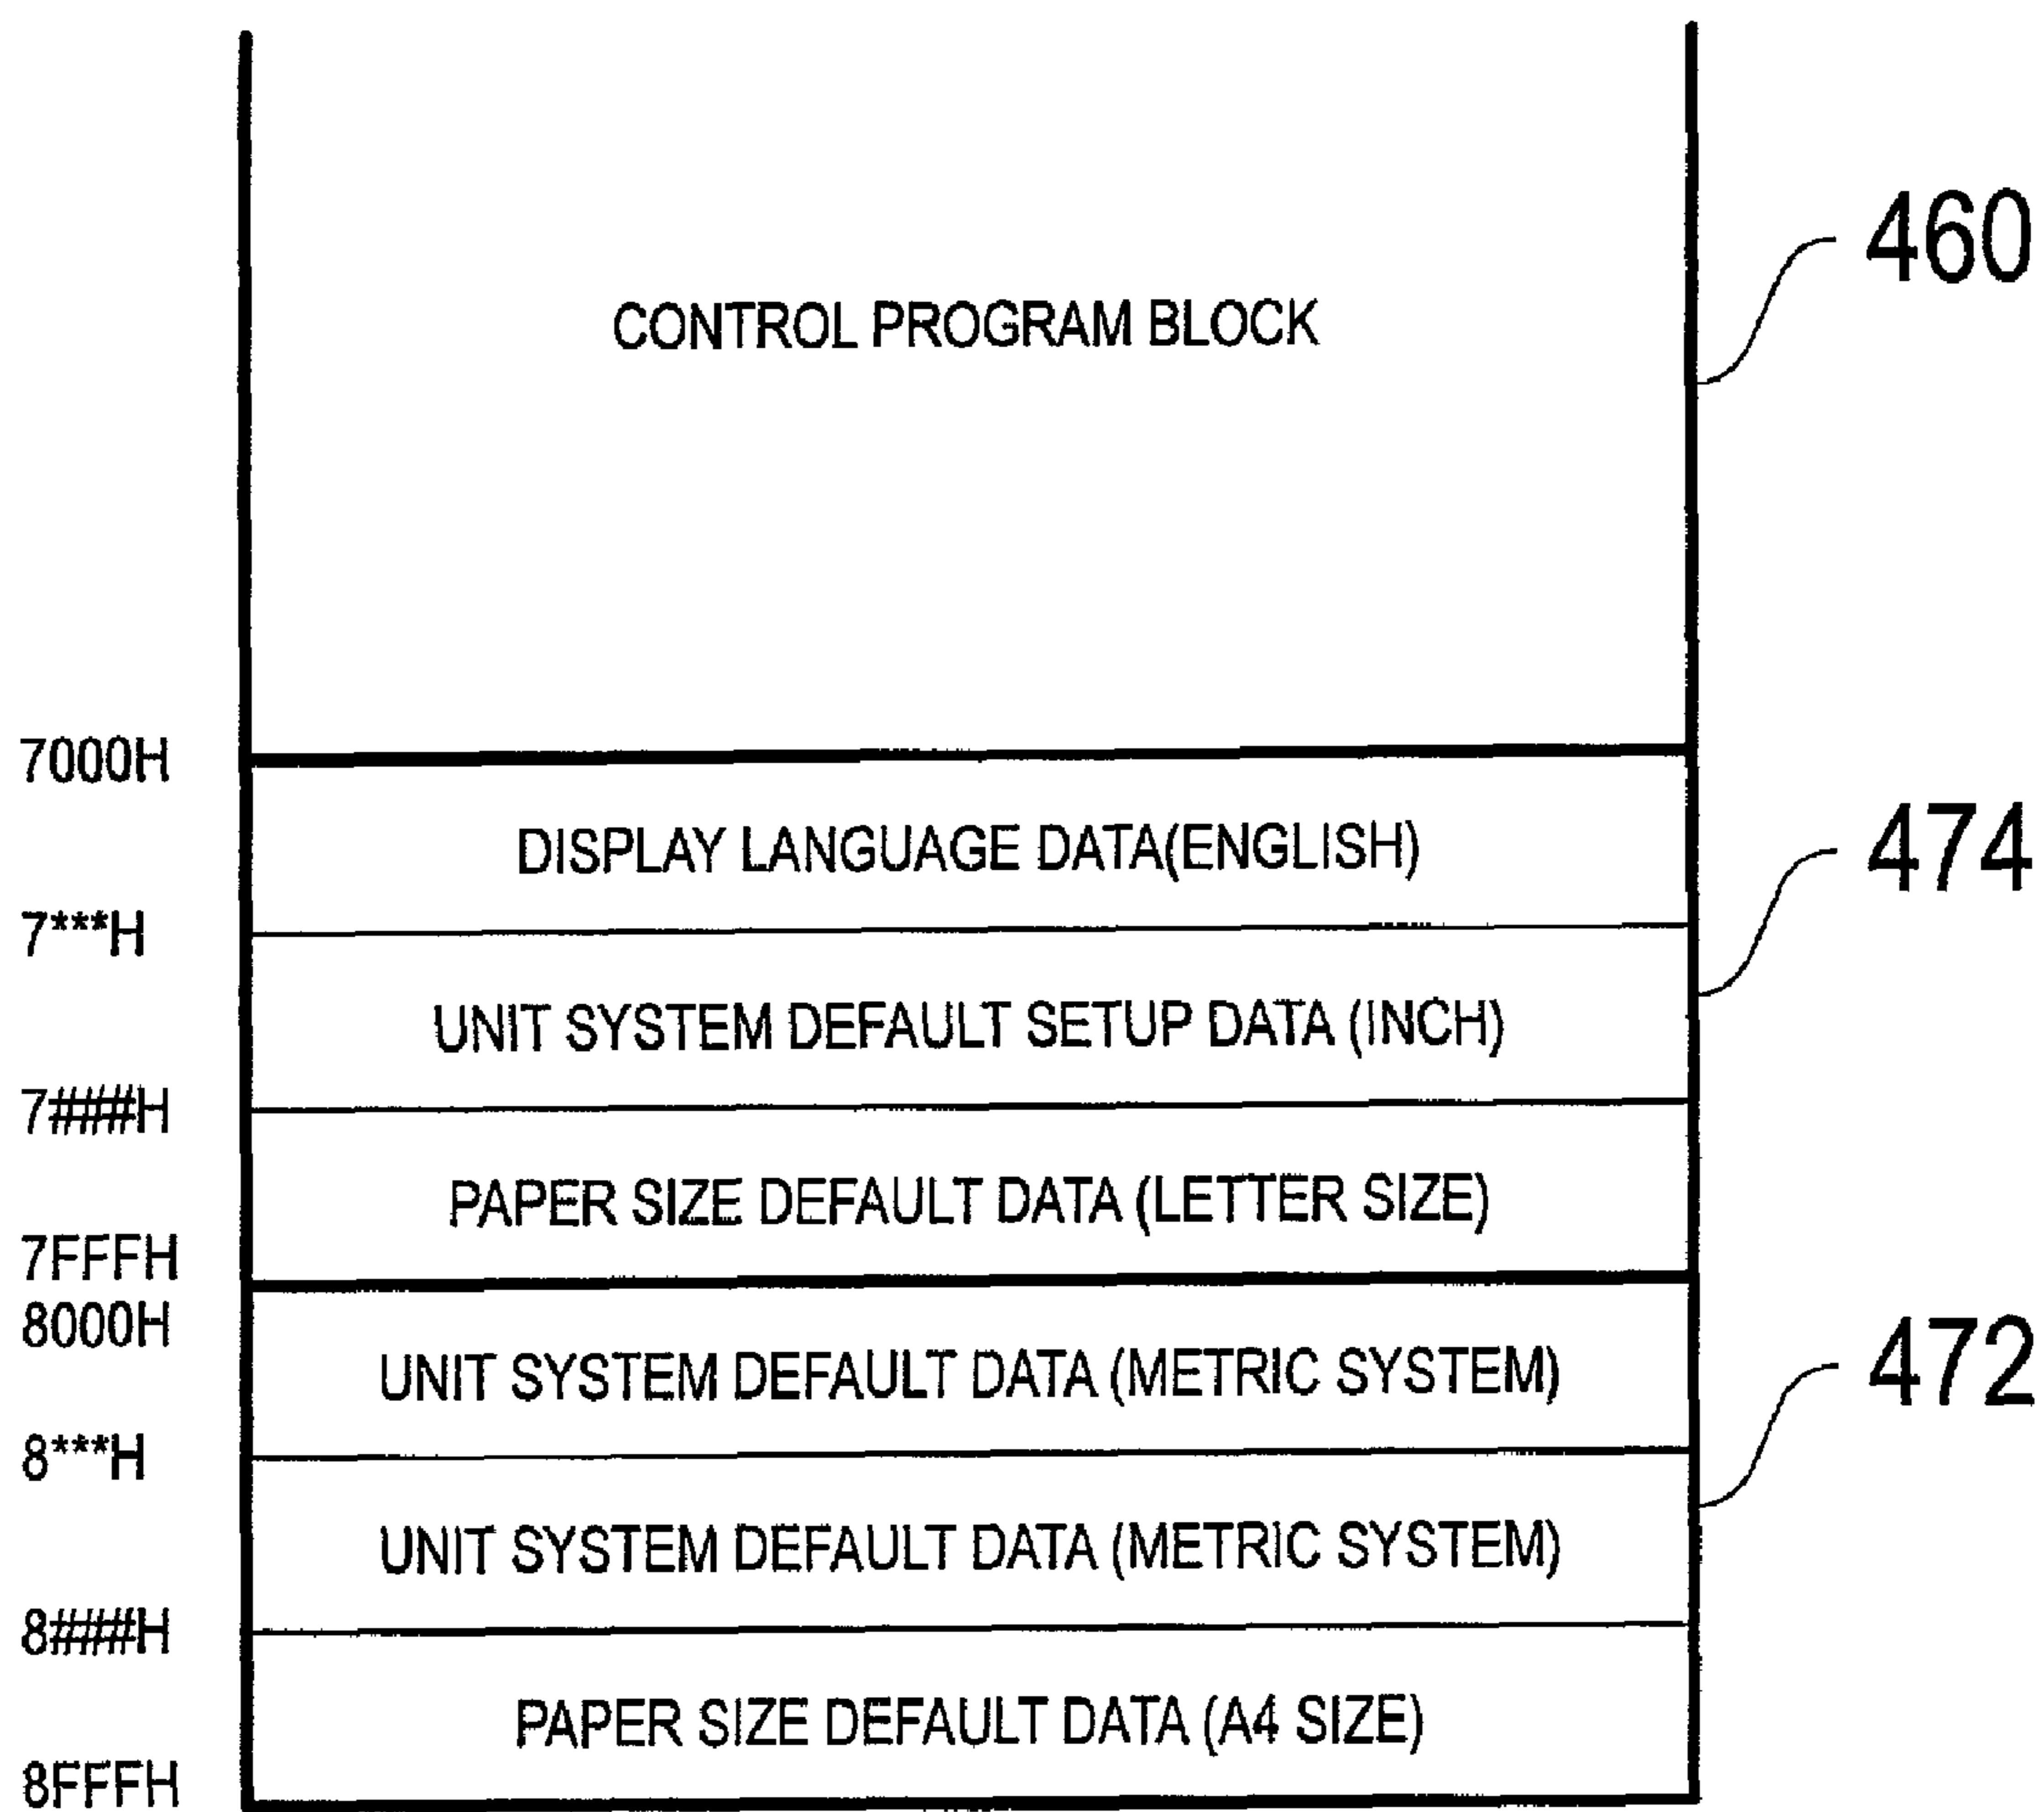 460
CONTROL PROGRAM BLOCK
7000H
DISPLAY LANGUAGE DATA(ENGLISH)
474
7***H
UNIT SYSTEM DEFAULT SETUP DATA (INCH)
7###H
PAPER SIZE DEFAULT DATA (LETTER SIZE)
7FFFH
8000H
UNIT SYSTEM DEFAULT DATA (METRIC SYSTEM)
472
8***H
UNIT SYSTEM DEFAULT DATA (METRIC SYSTEM)
8###H
PAPER SIZE DEFAULT DATA (A4 SIZE)
8FFFH